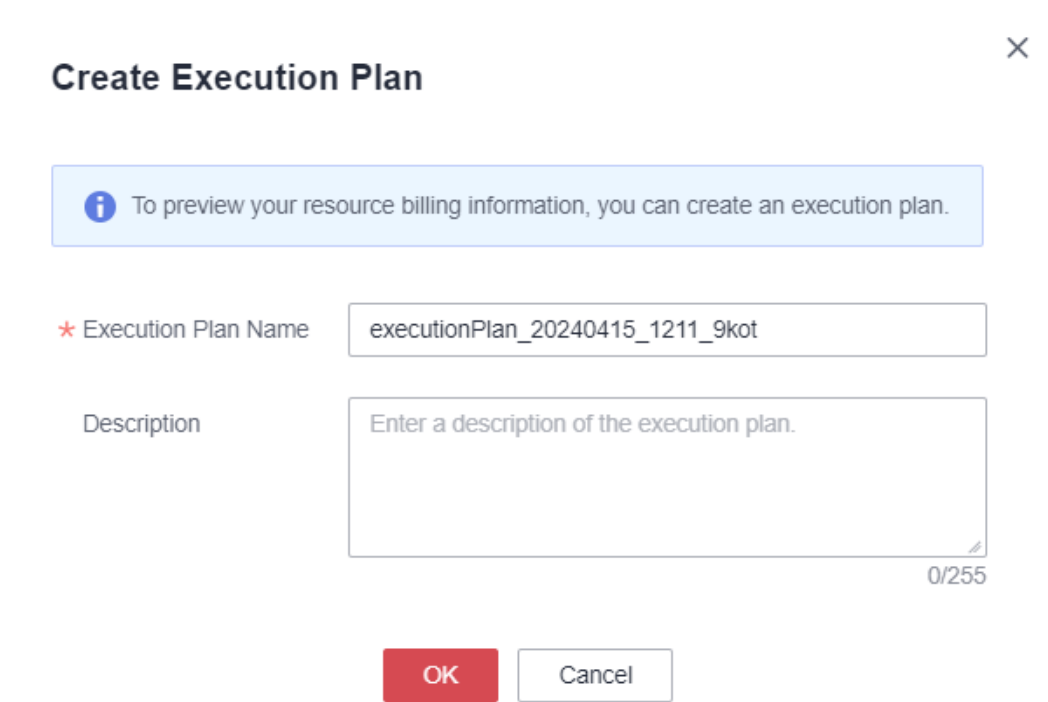 Create Execution Plan
To preview your resource billing information, you can create an execution plan.
* Execution Plan Name executionPlan_20240415_1211_9kot
Description Enter a description of the execution plan.
0/255
OK Cancel